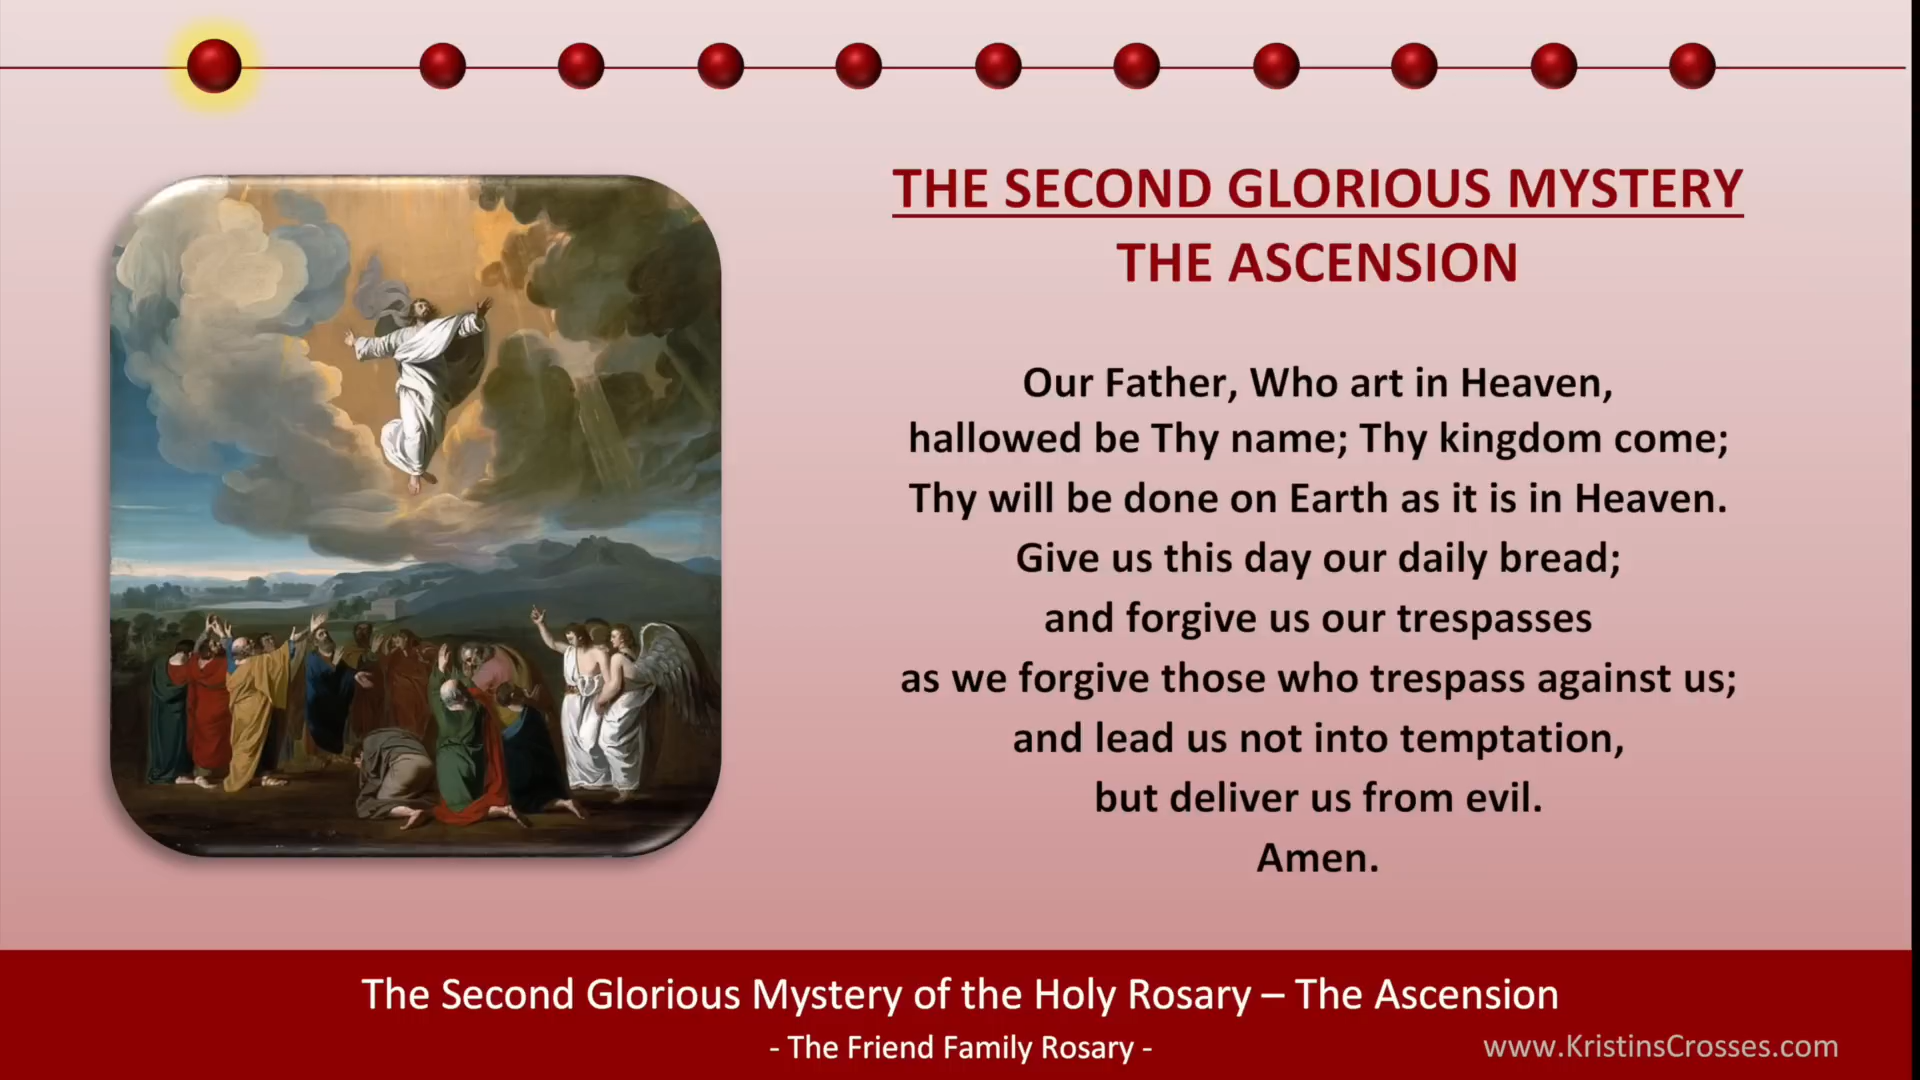 THE SECOND GLORIOUS MYSTERY
THE ASCENSION
Our Father, Who art in Heaven,
hallowed be Thy name; Thy kingdom come;
Thy will be done on Earth as it is in Heaven.
Give us this day our daily bread;
and forgive us our trespasses
as we forgive those who trespass against us;
and lead us not into temptation,
but deliver us from evil.
Amen.
The Second Glorious Mystery of the Holy Rosary – The Ascension
- The Friend Family Rosary -
www.KristinsCrosses.com